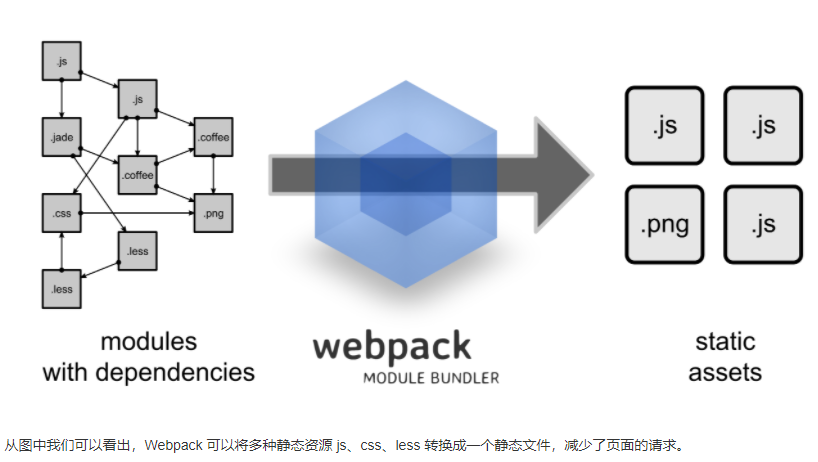 .js
.js
.jade
.coffee
.coffee
.css
.png
.less
.less
modules
with dependencies
webpack
MODULE BUNDLER
.js
.js
.png
.js
static
assets
从图中我们可以看出，Webpack 可以将多种静态资源 js、css、less 转换成一个静态文件，减少了页面的请求。